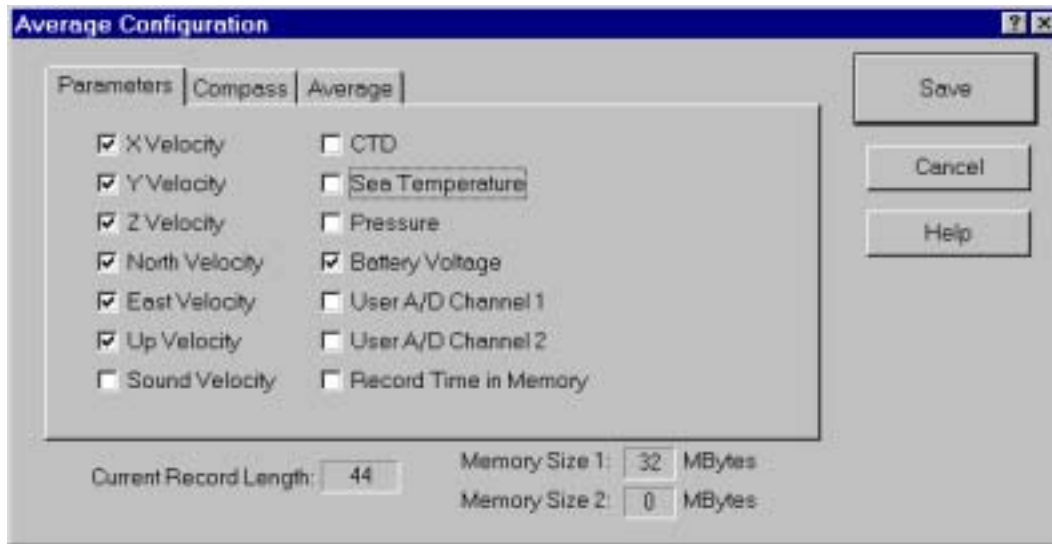 Average Configuration
Parameters Compass Average
Save
X Velocity CTD
Y Velocity Sea Temperature
Cancel
Z Velocity Pressure
Help
North Velocity Battery Voltage
East Velocity User A/D Channel 1
Up Velocity User A/D Channel 2
Sound Velocity Record Time in Memory
Current Record Length: 44
Memory Size 1: 32 MBytes
Memory Size 2: 0 MBytes